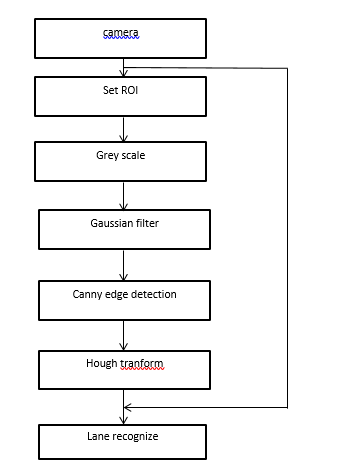 camera
Set ROI
Grey scale
Gaussian filter
Canny edge detection
Hough tranform
Lane recognize